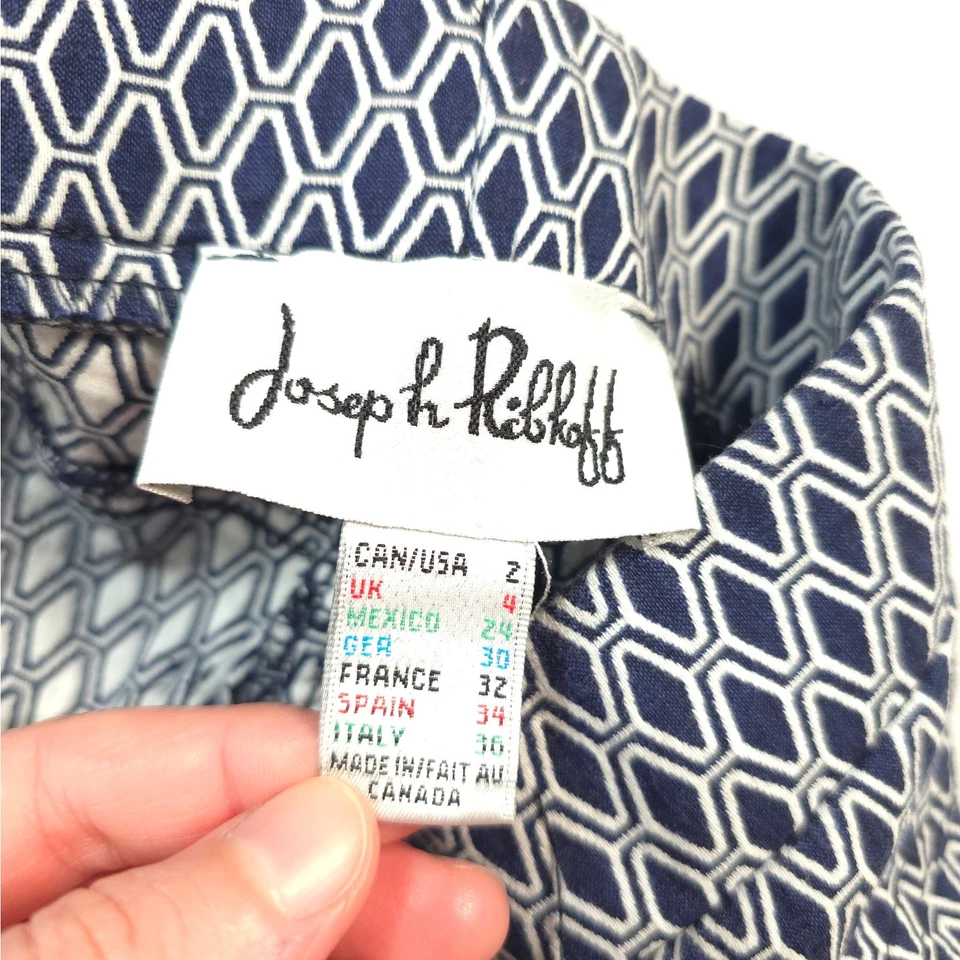 Joseph Ribkoff
CAN/USA 2
UK 4
MEXICO 24
GER 30
FRANCE 32
SPAIN 34
ITALY 36
MADE IN/FAIT AU
CANADA